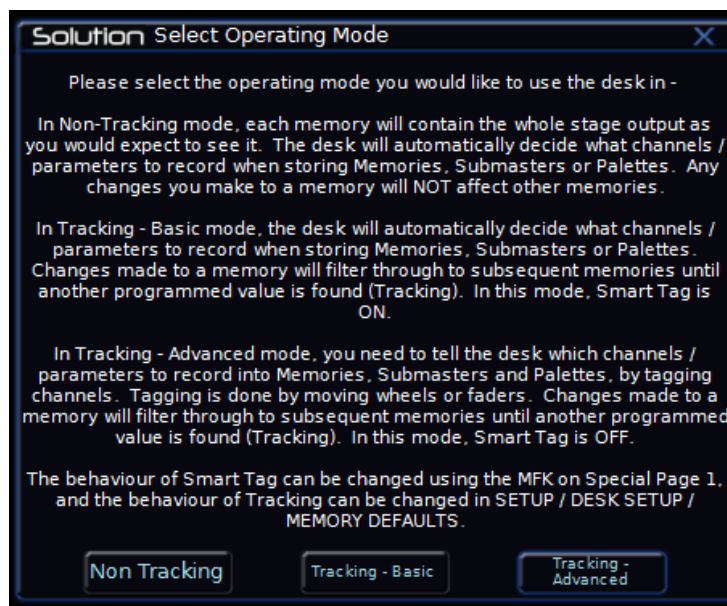 Solution Select Operating Mode
Please select the operating mode you would like to use the desk in -
In Non-Tracking mode, each memory will contain the whole stage output as
you would expect to see it. The desk will automatically decide what channels /
parameters to record when storing Memories, Submasters or Palettes. Any
changes you make to a memory will NOT affect other memories.
In Tracking - Basic mode, the desk will automatically decide what channels /
parameters to record when storing Memories, Submasters or Palettes.
Changes made to a memory will filter through to subsequent memories until
another programmed value is found (Tracking). In this mode, Smart Tag is
ON.
In Tracking - Advanced mode, you need to tell the desk which channels /
parameters to record into Memories, Submasters and Palettes, by tagging
channels. Tagging is done by moving wheels or faders. Changes made to a
memory will filter through to subsequent memories until another programmed
value is found (Tracking). In this mode, Smart Tag is OFF.
The behaviour of Smart Tag can be changed using the MFK on Special Page 1,
and the behaviour of Tracking can be changed in SETUP / DESK SETUP /
MEMORY DEFAULTS.
Non Tracking
Tracking - Basic
Tracking -
Advanced